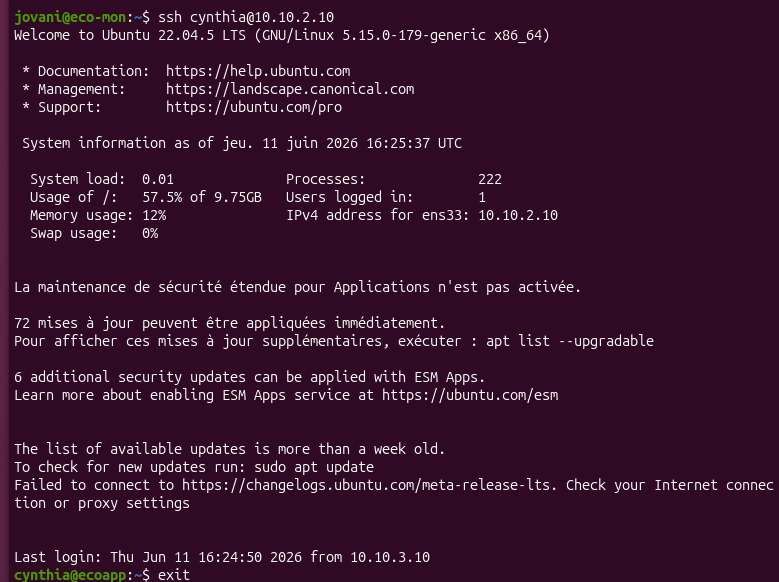 jovani@eco-mon:~$ ssh cynthia@10.10.2.10
Welcome to Ubuntu 22.04.5 LTS (GNU/Linux 5.15.0-179-generic x86_64)
* Documentation:  https://help.ubuntu.com
* Management:     https://landscape.canonical.com
* Support:        https://ubuntu.com/pro
System information as of jeu. 11 juin 2026 16:25:37 UTC
System load:  0.01              Processes:              222
Usage of /:   57.5% of 9.75GB   Users logged in:        1
Memory usage: 12%               IPv4 address for ens33: 10.10.2.10
Swap usage:   0%
La maintenance de sécurité étendue pour Applications n'est pas activée.
72 mises à jour peuvent être appliquées immédiatement.
Pour afficher ces mises à jour supplémentaires, exécuter : apt list --upgradable
6 additional security updates can be applied with ESM Apps.
Learn more about enabling ESM Apps service at https://ubuntu.com/esm
The list of available updates is more than a week old.
To check for new updates run: sudo apt update
Failed to connect to https://changelogs.ubuntu.com/meta-release-lts. Check your Internet connec
tion or proxy settings
Last login: Thu Jun 11 16:24:50 2026 from 10.10.3.10
cynthia@ecoapp:~$ exit